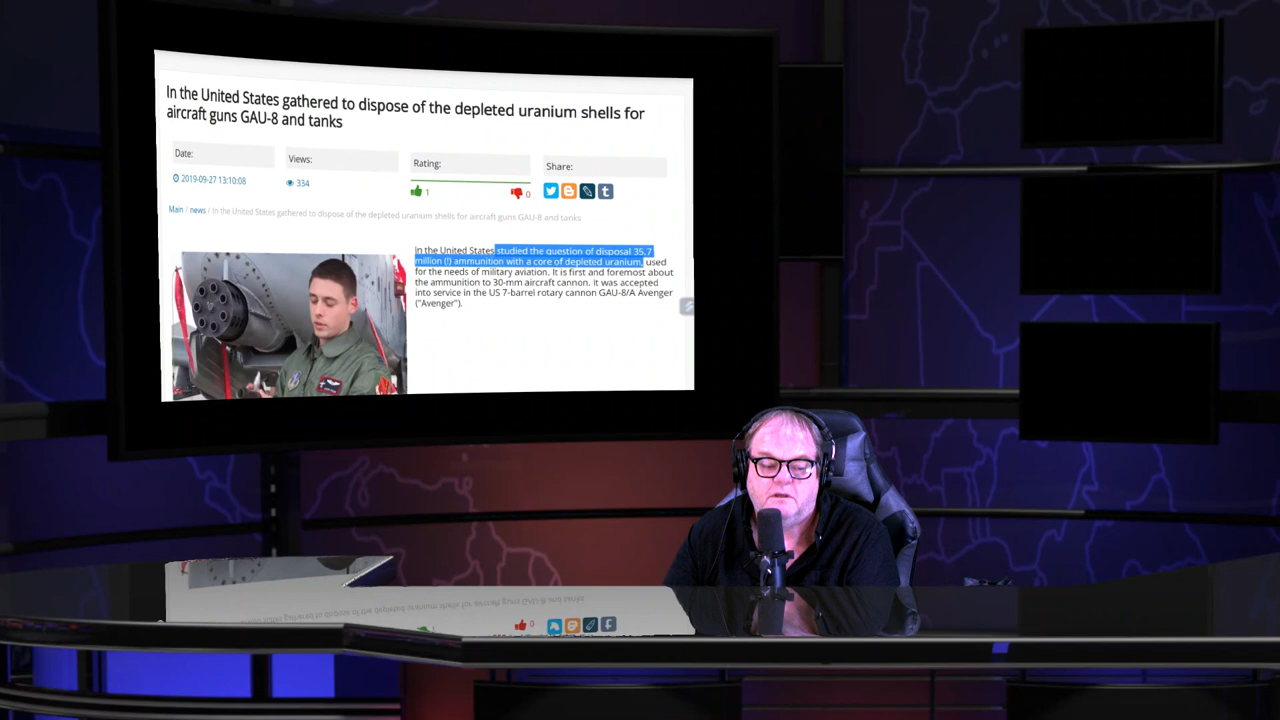 In the United States gathered to dispose of the depleted uranium shells for
aircraft guns GAU-8 and tanks
Date:
Views:
Rating:
Share:
2019-09-27 13:10:08
334
1
0
Main / news / In the United States gathered to dispose of the depleted uranium shells for aircraft guns GAU-8 and tanks
In the United States studied the question of disposal 35.7
million (!) ammunition with a core of depleted uranium, used
for the needs of military aviation. It is first and foremost about
the ammunition to 30-mm aircraft cannon. It was accepted
into service in the US 7-barrel rotary cannon GAU-8/A Avenger
("Avenger").